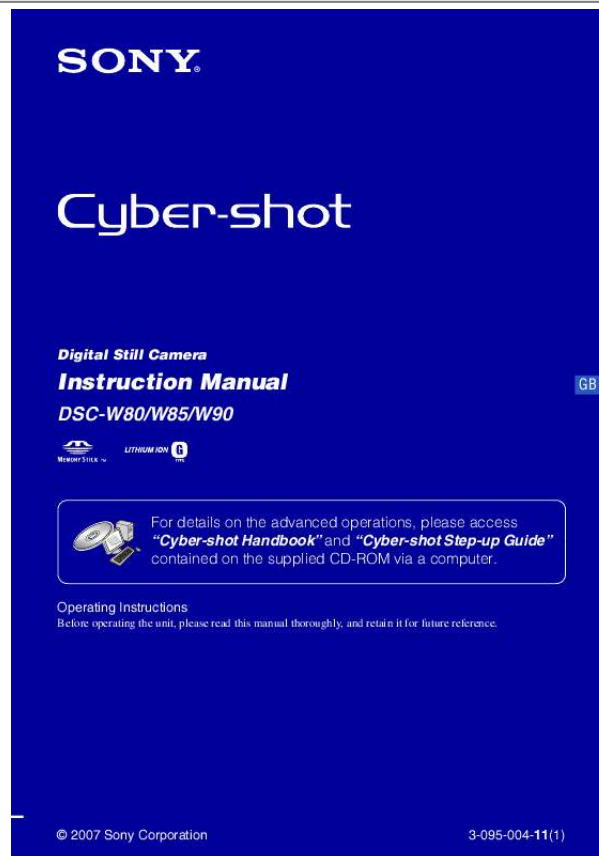 SONY®
Cyber-shot
Digital Still Camera
Instruction Manual
GB
DSC-W80/W85/W90
MEMORY STICK ™
LITHIUM ION G TYPE
For details on the advanced operations, please access
“Cyber-shot Handbook” and “Cyber-shot Step-up Guide”
contained on the supplied CD-ROM via a computer.
Operating Instructions
Before operating the unit, please read this manual thoroughly, and retain it for future reference.
© 2007 Sony Corporation
3-095-004-11(1)